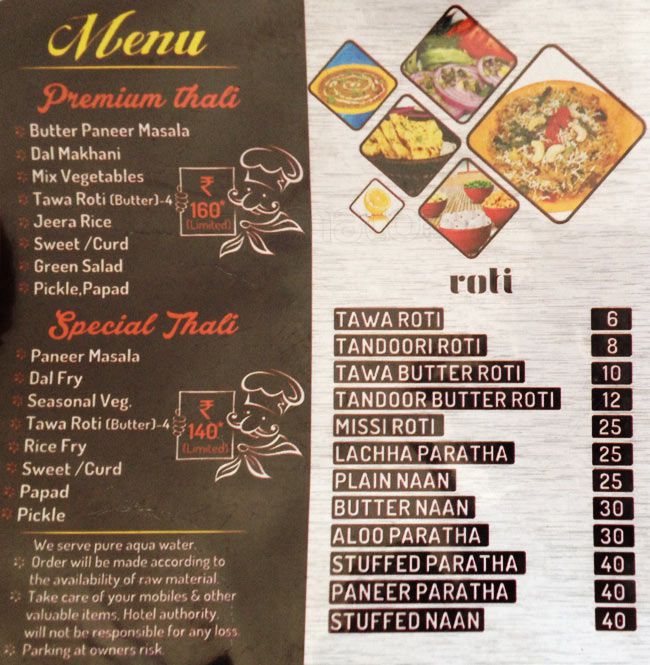 Menu
Premium thali
Butter Paneer Masala
Dal Makhani
Mix Vegetables
Tawa Roti (Butter)-4
Jeera Rice
Sweet /Curd
Green Salad
Pickle,Papad
₹
160*
(Limited)
Special Thali
Paneer Masala
Dal Fry
Seasonal Veg.
Tawa Roti (Butter)-4
Rice Fry
Sweet /Curd
Papad
Pickle
₹
140*
(Limited)
We serve pure aqua water.
Order will be made according to
the availability of raw material.
Take care of your mobiles & other
valuable items, Hotel authority.
will not be responsible for any loss.
Parking at owners risk.
roti
TAWA ROTI 6
TANDOORI ROTI 8
TAWA BUTTER ROTI 10
TANDOOR BUTTER ROTI 12
MISSI ROTI 25
LACHHA PARATHA 25
PLAIN NAAN 25
BUTTER NAAN 30
ALOO PARATHA 30
STUFFED PARATHA 40
PANEER PARATHA 40
STUFFED NAAN 40